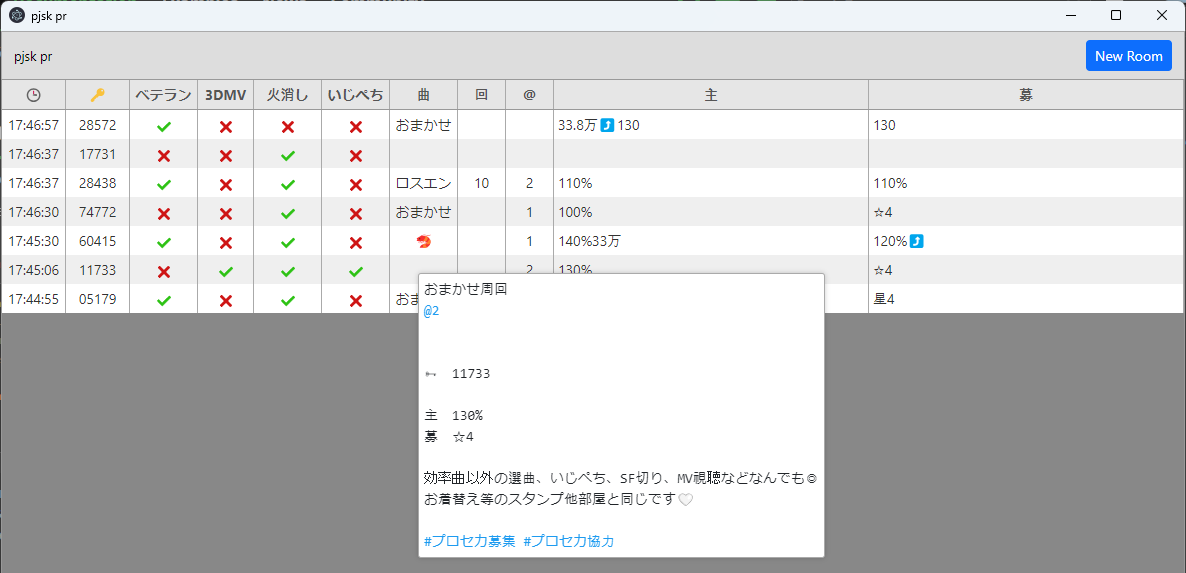 pjsk pr
pjsk pr
New Room
ベテラン 3DMV 火消し いじぺち 曲 回 @ 主 募
17:46:57 28572 おまかせ 33.8万⤴130 130
17:46:37 17731
17:46:37 28438 ロスエン 10 2 110% 110%
17:46:30 74772 おまかせ 1 100% ☆4
17:45:30 60415 🦐 1 140%33万 120%⤴
17:45:06 11733 2 130% ☆4
17:44:55 05179 おま 星4
おまかせ周回
@2
🗝 11733
主 130%
募 ☆4
効率曲以外の選曲、いじぺち、SF切り、MV視聴などなんでも☺
お着替え等のスタンプ他部屋と同じです🤍
#プロセカ募集 #プロセカ協力